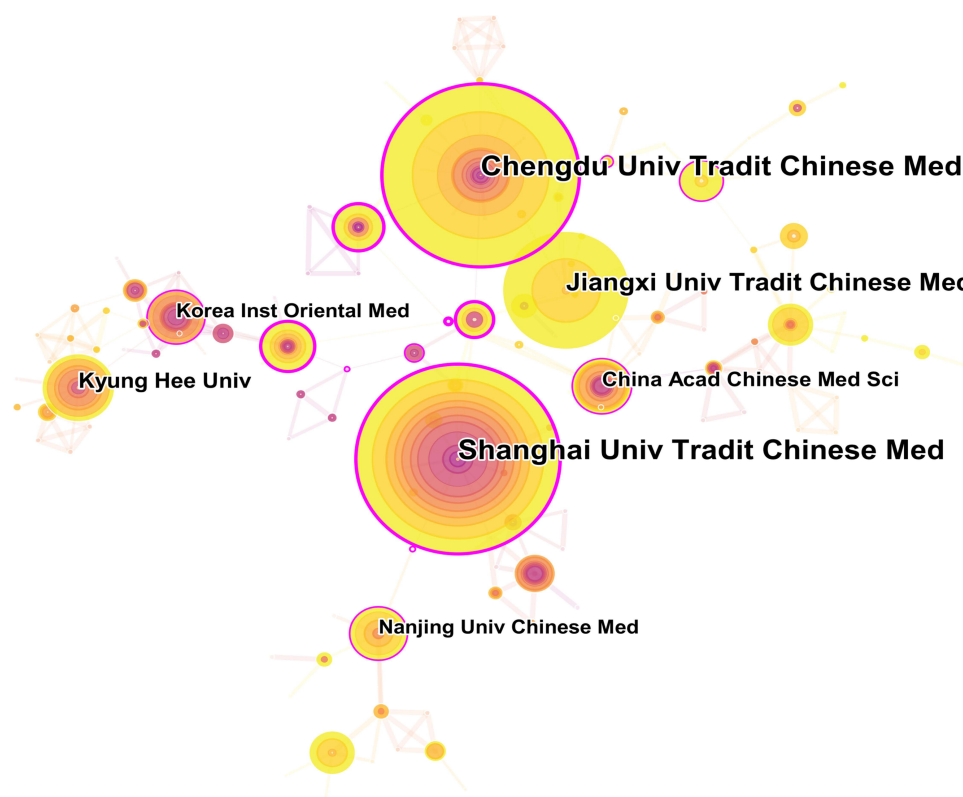 Chengdu Univ Tradit Chinese Med
Jiangxi Univ Tradit Chinese Med
Korea Inst Oriental Med
Kyung Hee Univ
China Acad Chinese Med Sci
Shanghai Univ Tradit Chinese Med
Nanjing Univ Chinese Med